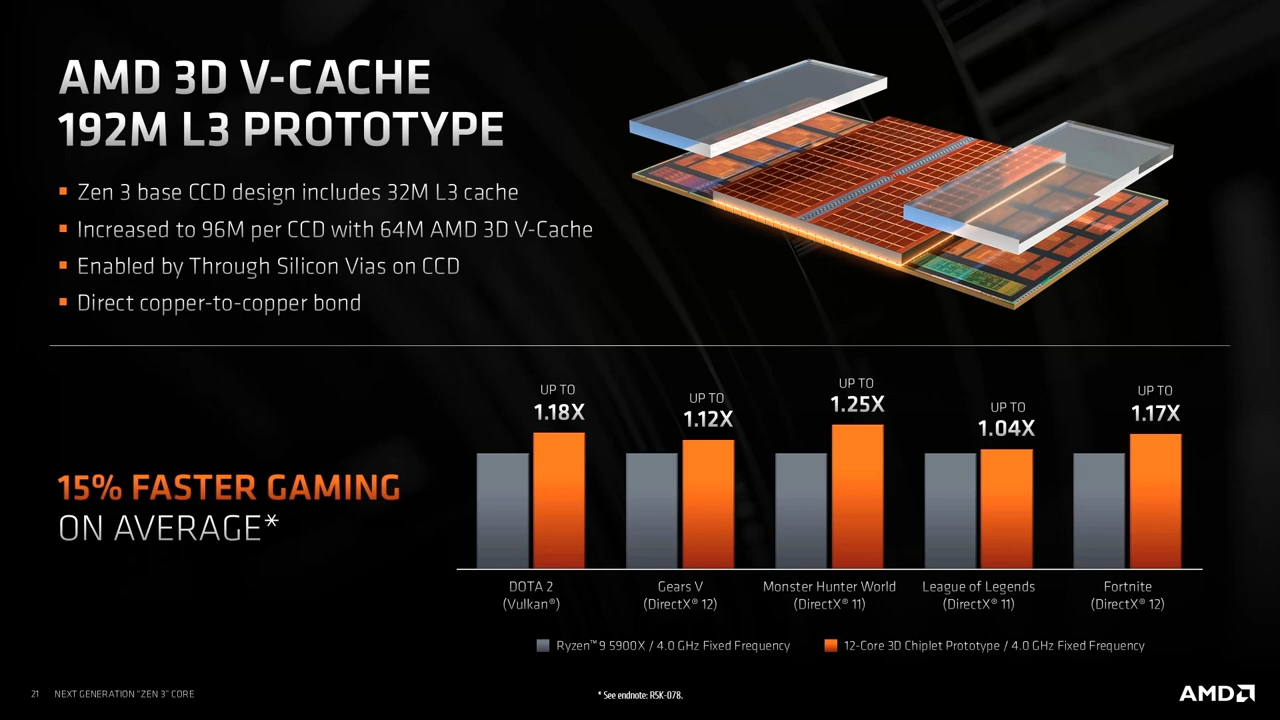 AMD 3D V-CACHE
192M L3 PROTOTYPE
▪ Zen 3 base CCD design includes 32M L3 cache
▪ Increased to 96M per CCD with 64M AMD 3D V-Cache
▪ Enabled by Through Silicon Vias on CCD
▪ Direct copper-to-copper bond
15% FASTER GAMING
ON AVERAGE*
UP TO
1.18X
UP TO
1.12X
UP TO
1.25X
UP TO
1.04X
UP TO
1.17X
DOTA 2
(Vulkan®)
Gears V
(DirectX® 12)
Monster Hunter World
(DirectX® 11)
League of Legends
(DirectX® 11)
Fortnite
(DirectX® 12)
Ryzen™ 9 5900X / 4.0 GHz Fixed Frequency
12-Core 3D Chiplet Prototype / 4.0 GHz Fixed Frequency
21 NEXT GENERATION "ZEN 3" CORE
* See endnote: R5K-078.
AMD